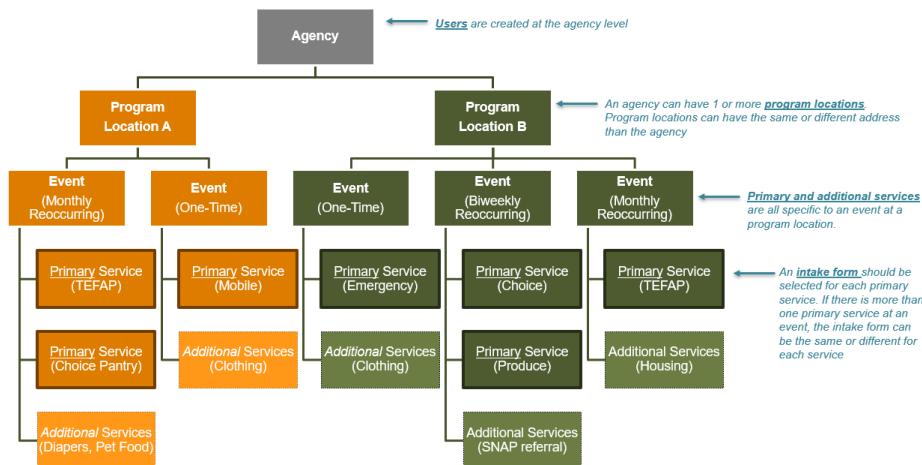 Agency
Users are created at the agency level
Program
Location A
Program
Location B
An agency can have 1 or more program locations.
Program locations can have the same or different address
than the agency
Event
(Monthly
Reoccurring)
Event
(One-Time)
Event
(One-Time)
Event
(Biweekly
Reoccurring)
Event
(Monthly
Reoccurring)
Primary and additional services
are all specific to an event at a
program location.
Primary Service
(TEFAP)
Primary Service
(Mobile)
Primary Service
(Emergency)
Primary Service
(Choice)
Primary Service
(TEFAP)
An intake form should be
selected for each primary
service. If there is more than
one primary service at an
event, the intake form can
be the same or different for
each service
Primary Service
(Choice Pantry)
Additional Services
(Clothing)
Additional Services
(Clothing)
Primary Service
(Produce)
Additional Services
(Housing)
Additional Services
(Diapers, Pet Food)
Additional Services
(SNAP referral)